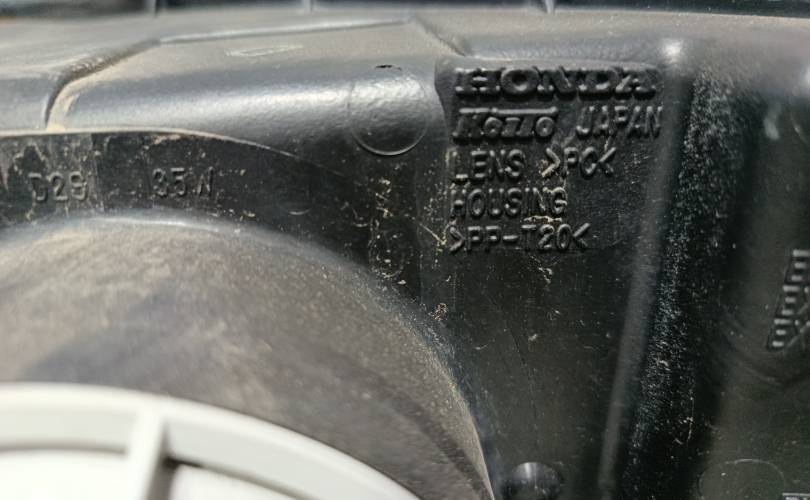 HONDA
Koito JAPAN
LENS >PC<
HOUSING
>PP-T20<
D2S 35W